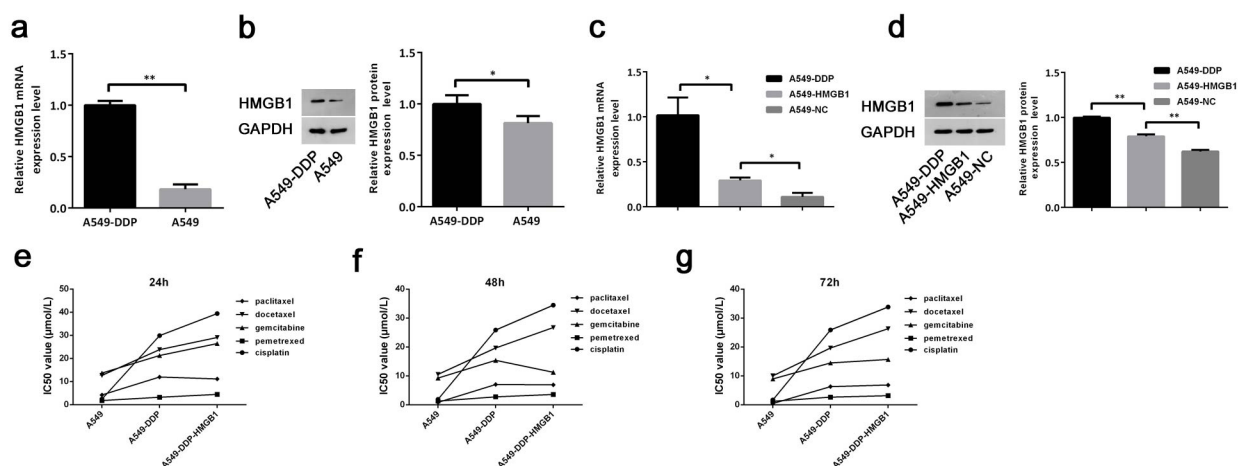 a
Relative HMGB1 mRNA
expression level
1.5
1.0
0.5
0.0
**
A549-DDP
A549
b
HMGB1
GAPDH
A549-DDP
A549
Relative HMGB1 protein
expression level
1.5
1.0
0.5
0.0
*
A549-DDP
A549
c
Relative HMGB1 mRNA
expression level
1.5
1.0
0.5
0.0
*
*
A549-DDP
A549-HMGB1
A549-NC
d
HMGB1
GAPDH
A549-DDP
A549-HMGB1
A549-NC
Relative HMGB1 protein
expression level
1.5
1.0
0.5
0.0
**
**
A549-DDP
A549-HMGB1
A549-NC
e
24h
IC50 value (μmol/L)
50
40
30
20
10
0
A549
A549-DDP
A549-DDP-HMGB1
paclitaxel
docetaxel
gemcitabine
pemetrexed
cisplatin
f
48h
IC50 value (μmol/L)
40
30
20
10
0
A549
A549-DDP
A549-DDP-HMGB1
paclitaxel
docetaxel
gemcitabine
pemetrexed
cisplatin
g
72h
IC50 value (μmol/L)
40
30
20
10
0
A549
A549-DDP
A549-DDP-HMGB1
paclitaxel
docetaxel
gemcitabine
pemetrexed
cisplatin